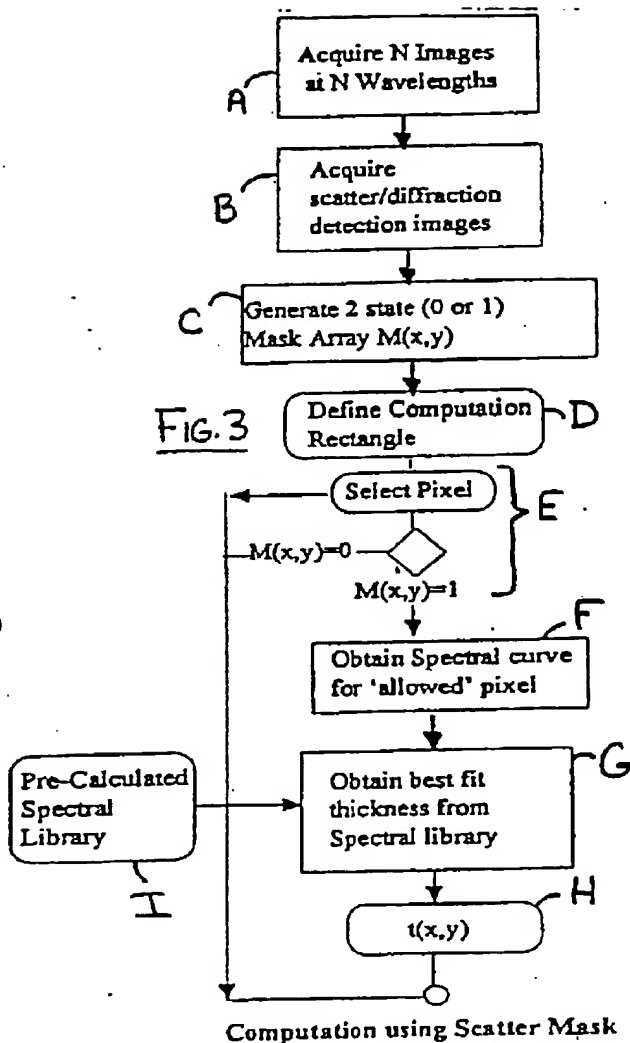 Acquire N Images
at N Wavelengths
A
Acquire
scatter/diffraction
detection images
B
Generate 2 state (0 or 1)
Mask Array M(x,y)
C
FIG. 3
Define Computation
Rectangle
D
Select Pixel
E
M(x,y)=0
M(x,y)=1
F
Obtain Spectral curve
for 'allowed' pixel
G
Pre-Calculated
Spectral
Library
I
Obtain best fit
thickness from
Spectral library
H
t(x,y)
Computation using Scatter Mask